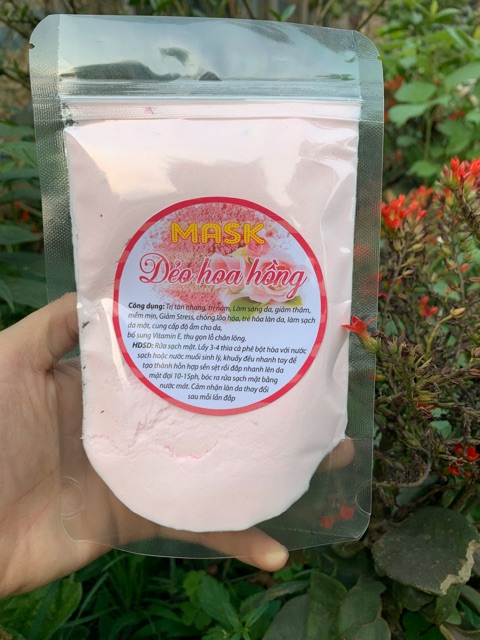 MASK
Dẻo hoa hồng
Công dụng: Trị tàn nhang, trị nám, Làm sáng da, giảm thâm,
mềm mịn, Giảm Stress, chống lão hóa, trẻ hóa làn da, làm sạch
da mặt, cung cấp độ ẩm cho da,
bổ sung Vitamin E, thu gọn lỗ chân lông.
HDSD: Rửa sạch mặt. Lấy 3-4 thìa cà phê bột hòa với nước
sạch hoặc nước muối sinh lý, khuấy đều nhanh tay để
tạo thành hỗn hợp sền sệt rồi đắp nhanh lên da
mặt đợi 10-15ph, bóc ra rửa sạch mặt bằng
nước mát. Cảm nhận làn da thay đổi
sau mỗi lần đắp